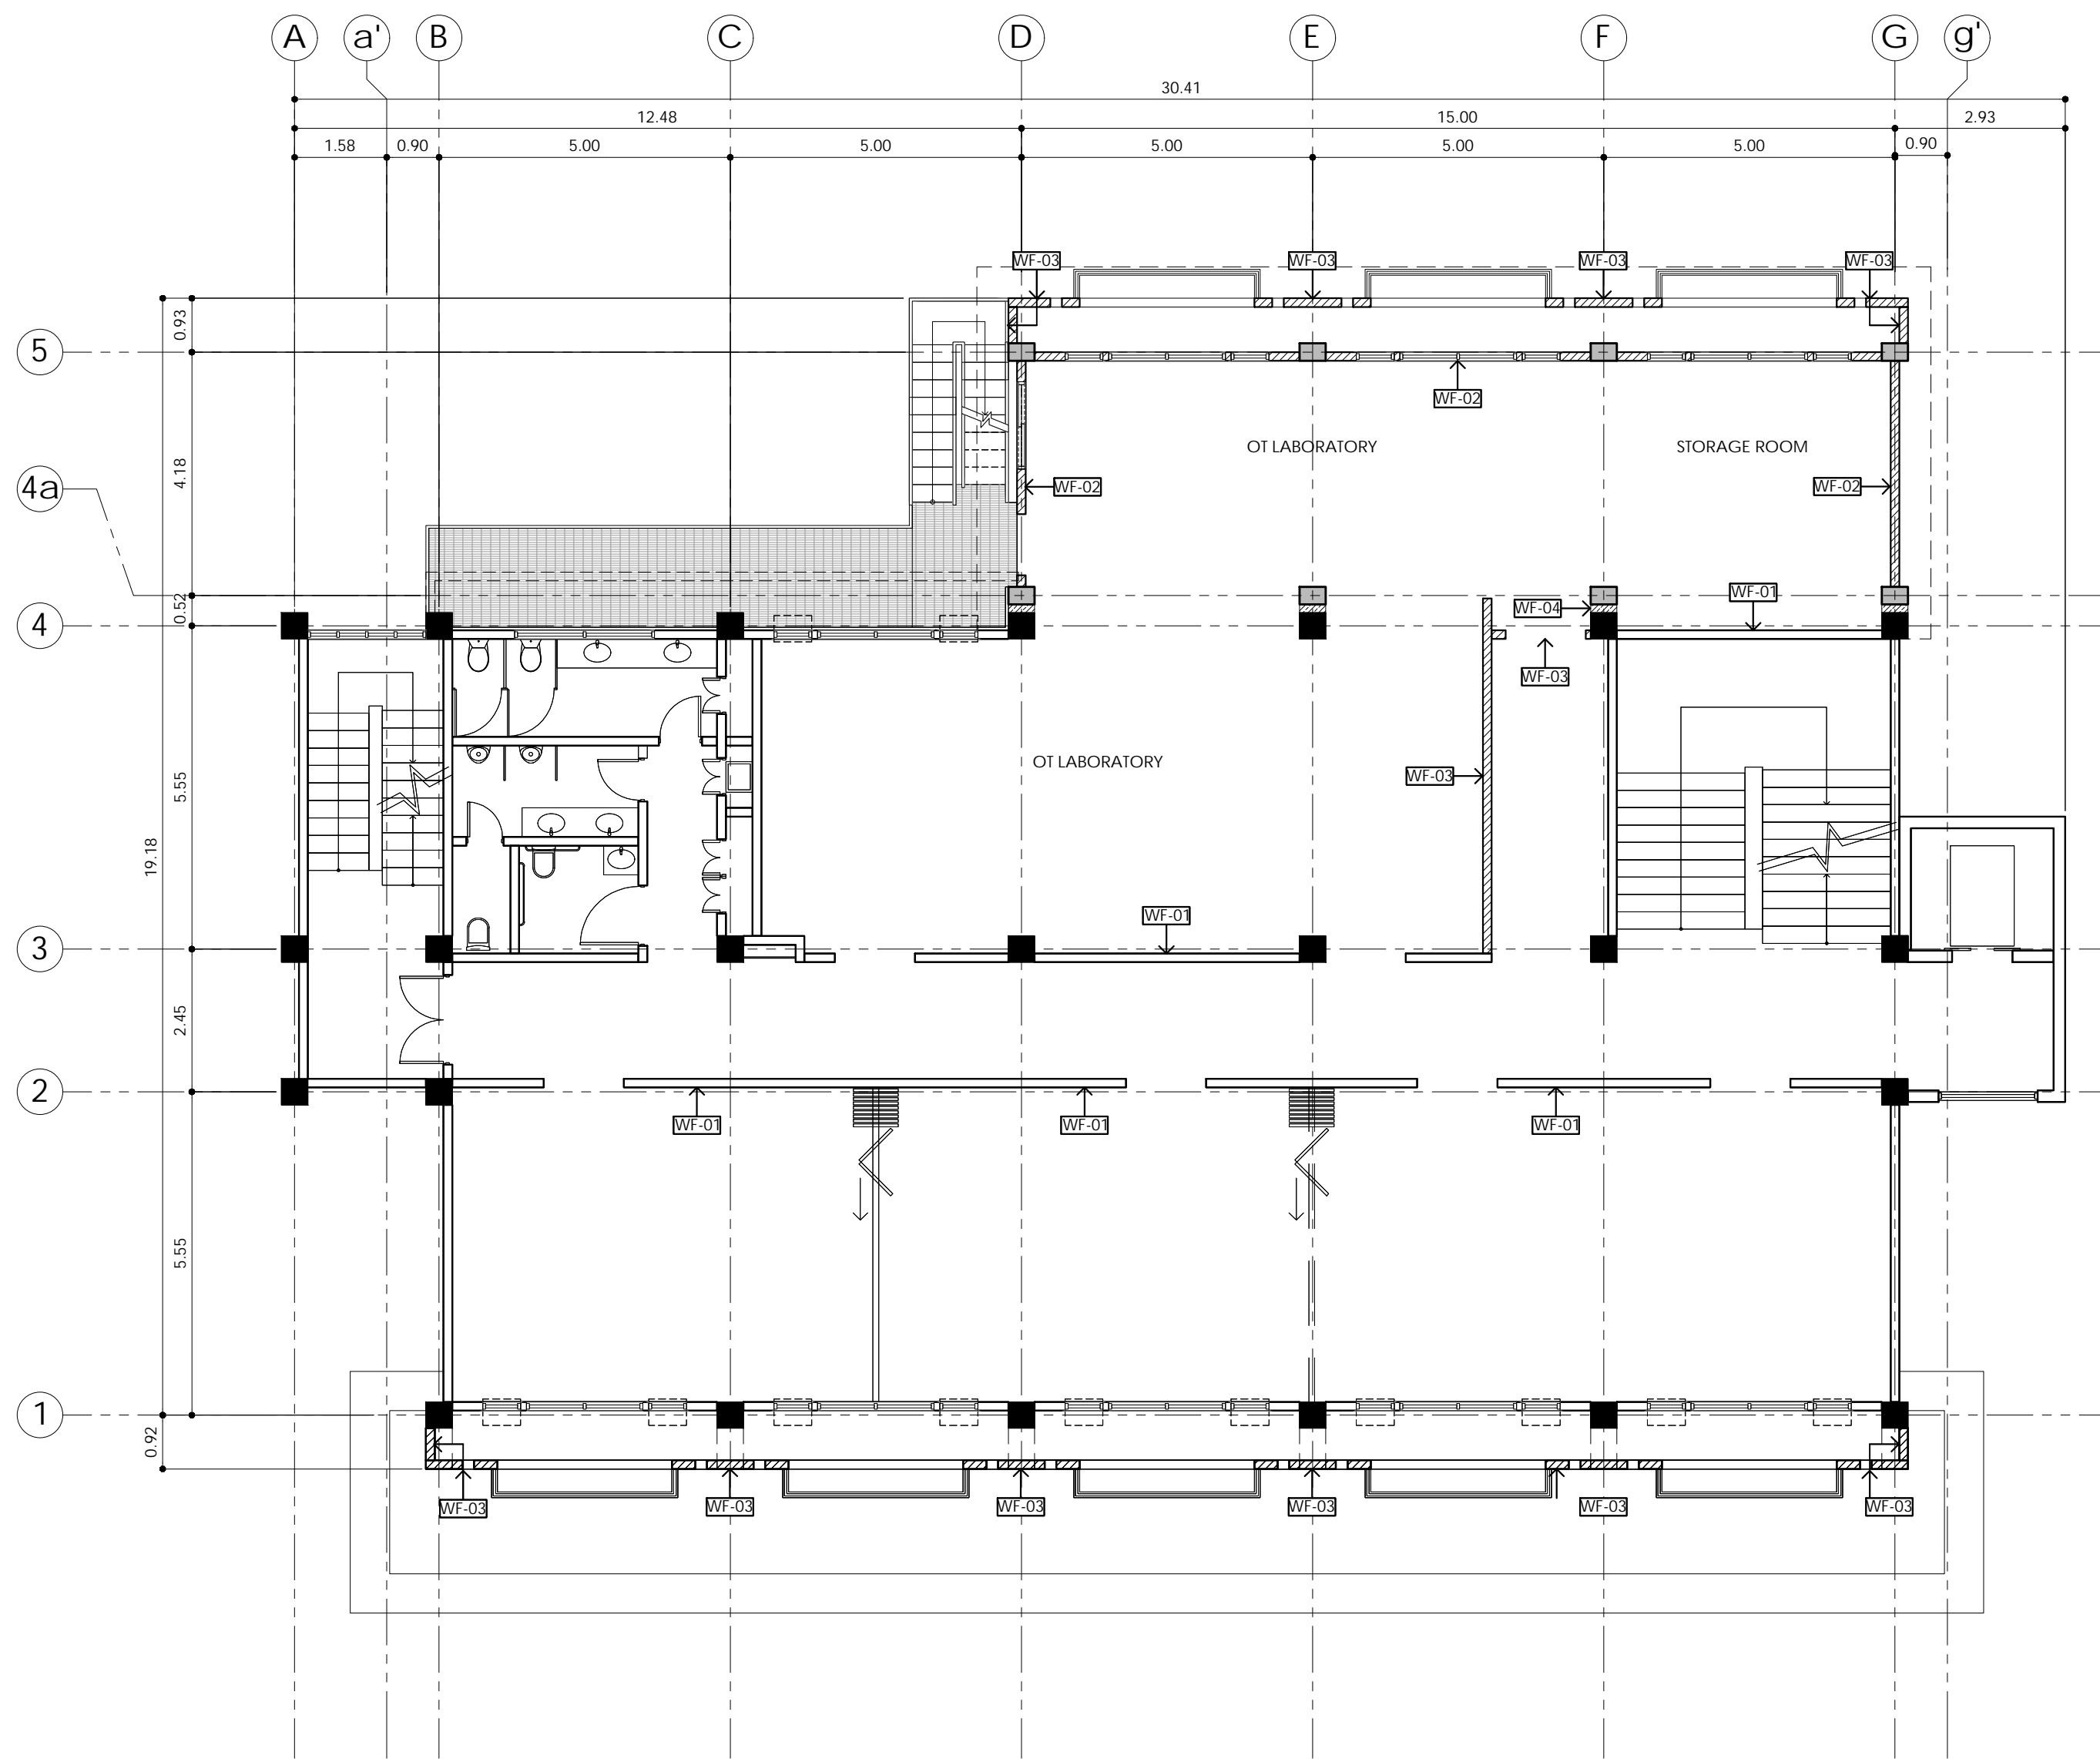 A a' B C D E F G g'
30.41
12.48 15.00 2.93
1.58 0.90 5.00 5.00 5.00 5.00 5.00 0.90
WF-03 WF-03 WF-03 WF-03
0.93
5
WF-02
OT LABORATORY STORAGE ROOM
4.18
4a
WF-02 WF-02
WF-01
0.52
WF-04
4
WF-03
OT LABORATORY
WF-03
5.55
19.18
WF-01
3
2.45
2
WF-01 WF-01 WF-01
5.55
1
0.92
WF-03 WF-03 WF-03 WF-03 WF-03 WF-03